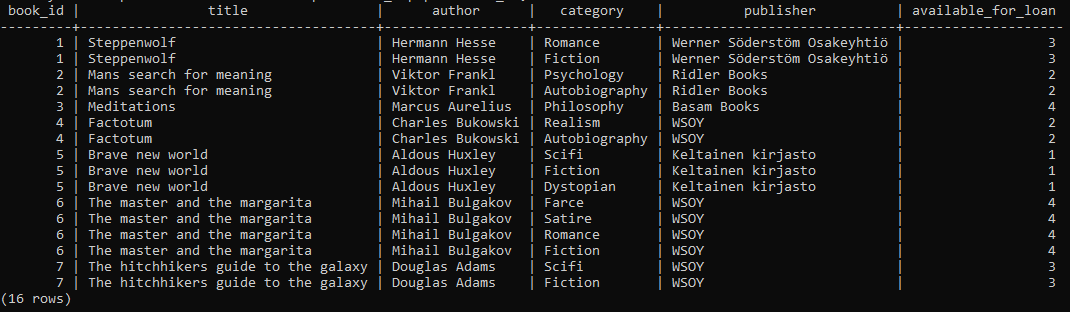 book_id | title | author | category | publisher | available_for_loan
---------+------------------------------------+-----------------+---------------+-----------------------------+--------------------
1 | Steppenwolf | Hermann Hesse | Romance | Werner Söderstöm Osakeyhtiö | 3
1 | Steppenwolf | Hermann Hesse | Fiction | Werner Söderstöm Osakeyhtiö | 3
2 | Mans search for meaning | Viktor Frankl | Psychology | Ridler Books | 2
2 | Mans search for meaning | Viktor Frankl | Autobiography | Ridler Books | 2
3 | Meditations | Marcus Aurelius | Philosophy | Basam Books | 4
4 | Factotum | Charles Bukowski | Realism | WSOY | 2
4 | Factotum | Charles Bukowski | Autobiography | WSOY | 2
5 | Brave new world | Aldous Huxley | Scifi | Keltainen kirjasto | 1
5 | Brave new world | Aldous Huxley | Fiction | Keltainen kirjasto | 1
5 | Brave new world | Aldous Huxley | Dystopian | Keltainen kirjasto | 1
6 | The master and the margarita | Mihail Bulgakov | Farce | WSOY | 4
6 | The master and the margarita | Mihail Bulgakov | Satire | WSOY | 4
6 | The master and the margarita | Mihail Bulgakov | Romance | WSOY | 4
6 | The master and the margarita | Mihail Bulgakov | Fiction | WSOY | 4
7 | The hitchhikers guide to the galaxy | Douglas Adams | Scifi | WSOY | 3
7 | The hitchhikers guide to the galaxy | Douglas Adams | Fiction | WSOY | 3
(16 rows)